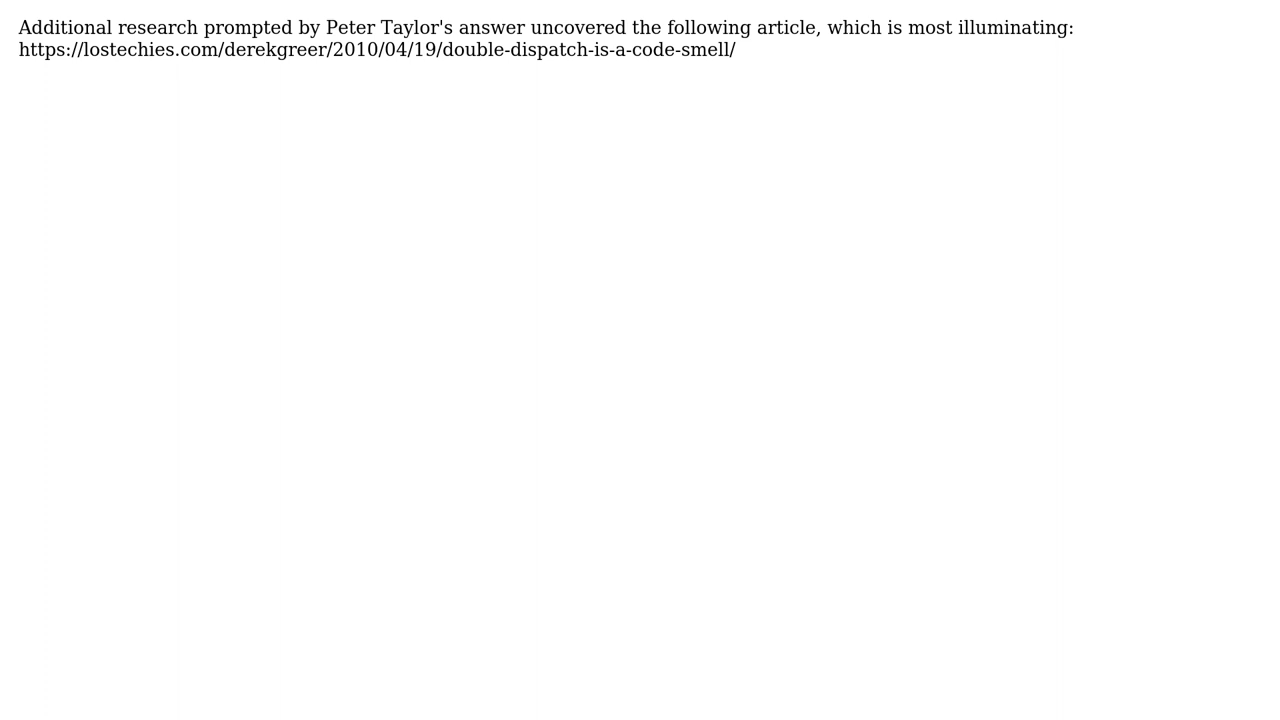 Additional research prompted by Peter Taylor's answer uncovered the following article, which is most illuminating:
https://lostechies.com/derekgreer/2010/04/19/double-dispatch-is-a-code-smell/